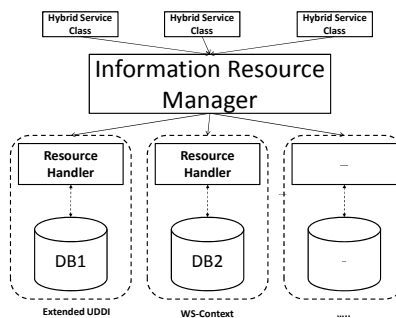 Hybrid Service
Class
Hybrid Service
Class
Hybrid Service
Class
Information Resource
Manager
Resource
Handler
Resource
Handler
...
DB1
DB2
...
...
Extended UDDI
WS-Context
.....